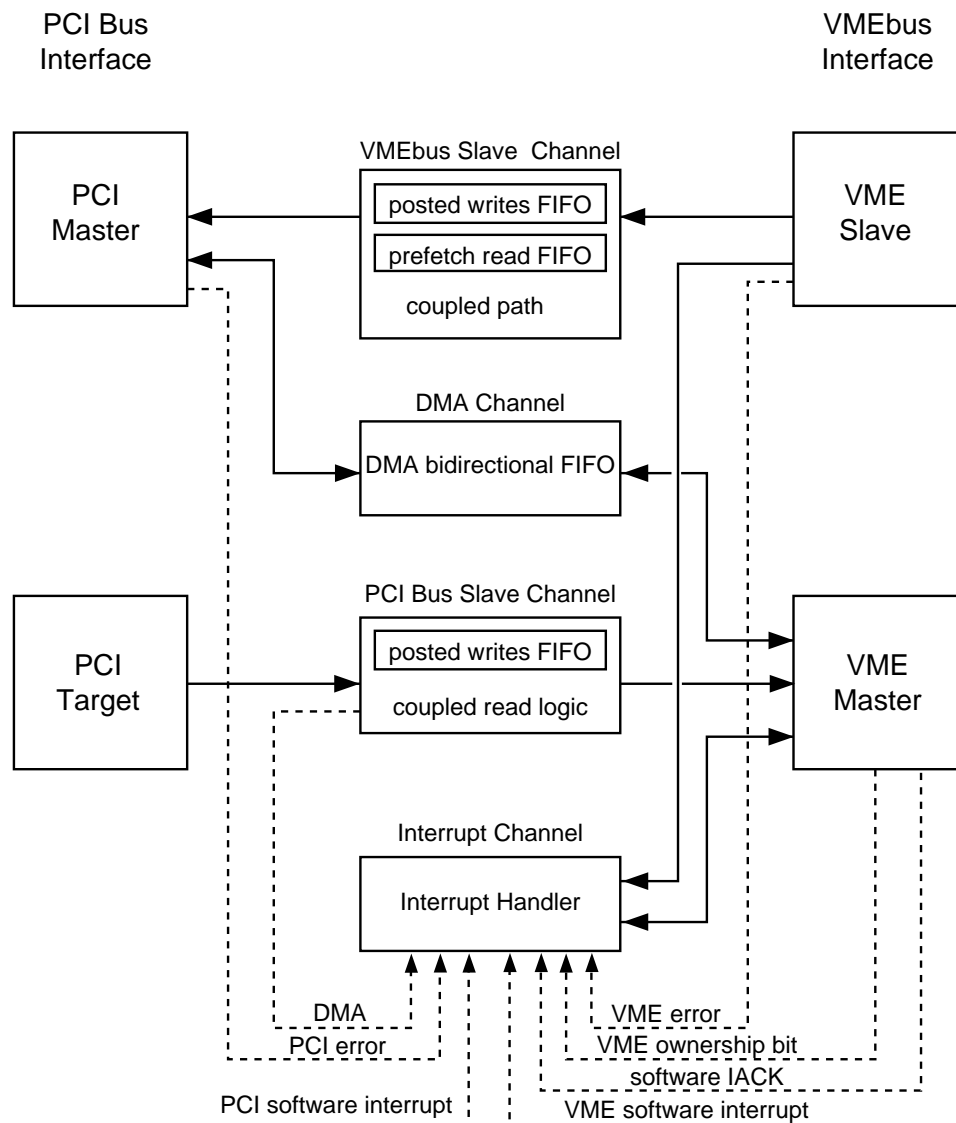 PCI Bus
Interface
VMEbus
Interface
PCI
Master
VMEbus Slave  Channel
posted writes FIFO
prefetch read FIFO
coupled path
VME
Slave
DMA Channel
DMA bidirectional FIFO
PCI
Target
PCI Bus Slave Channel
posted writes FIFO
coupled read logic
VME
Master
Interrupt Channel
Interrupt Handler
DMA
VME error
PCI error
VME ownership bit
software IACK
PCI software interrupt
VME software interrupt